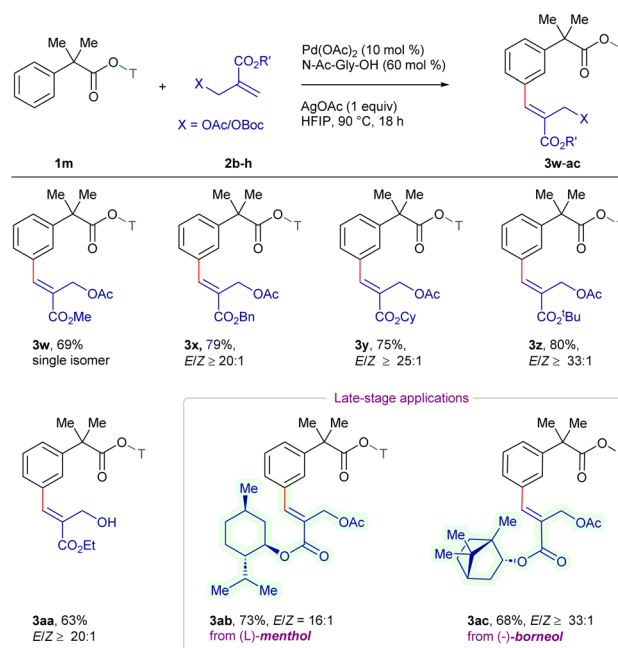 Me Me
O T
O
1m
+
CO₂R'
X
X = OAc/OBoc
2b-h
Pd(OAc)₂ (10 mol %)
N-Ac-Gly-OH (60 mol %)
AgOAc (1 equiv)
HFIP, 90 °C, 18 h
Me Me
O
O
X
CO₂R'
3w-ac
Me Me Me Me Me Me Me Me
O T O T O T O
O O O O
OAc OAc OAc OAc
CO₂Me CO₂Bn CO₂Cy CO₂ᵗBu
3w, 69% 3x, 79%, 3y, 75% 3z, 80%
single isomer E/Z ≥ 20:1 E/Z ≥ 25:1 E/Z ≥ 33:1
Late-stage applications
Me Me
O T
O
OH
CO₂Et
3aa, 63%
E/Z ≥ 20:1
Me Me
O T
O
Me
OAc
O O
Me Me
3ab, 73%, E/Z = 16:1
from (L)-menthol
Me Me
O
O
Me
Me
Me
OAc
O O
3ac, 68%, E/Z ≥ 33:1
from (-)-borneol